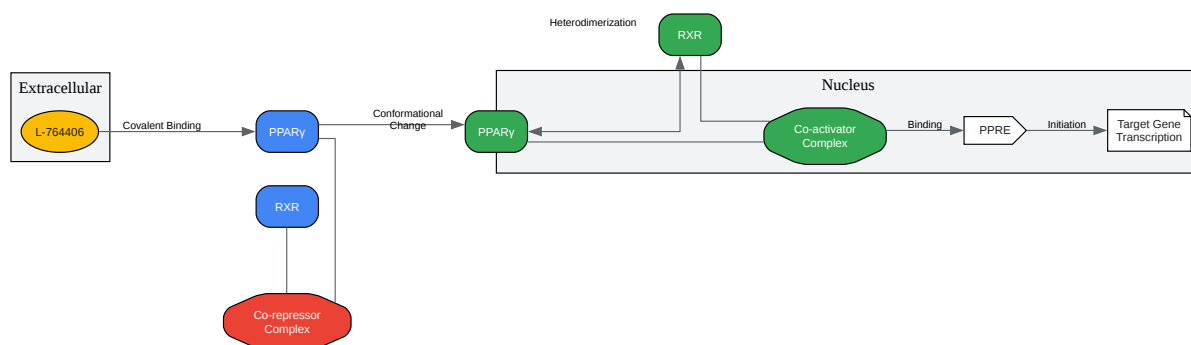 Heterodimerization
RXR
Extracellular
Nucleus
L-764406
Covalent Binding
PPARγ
Conformational
Change
PPARγ
Co-activator
Complex
Binding
PPRE
Initiation
Target Gene
Transcription
RXR
Co-repressor
Complex